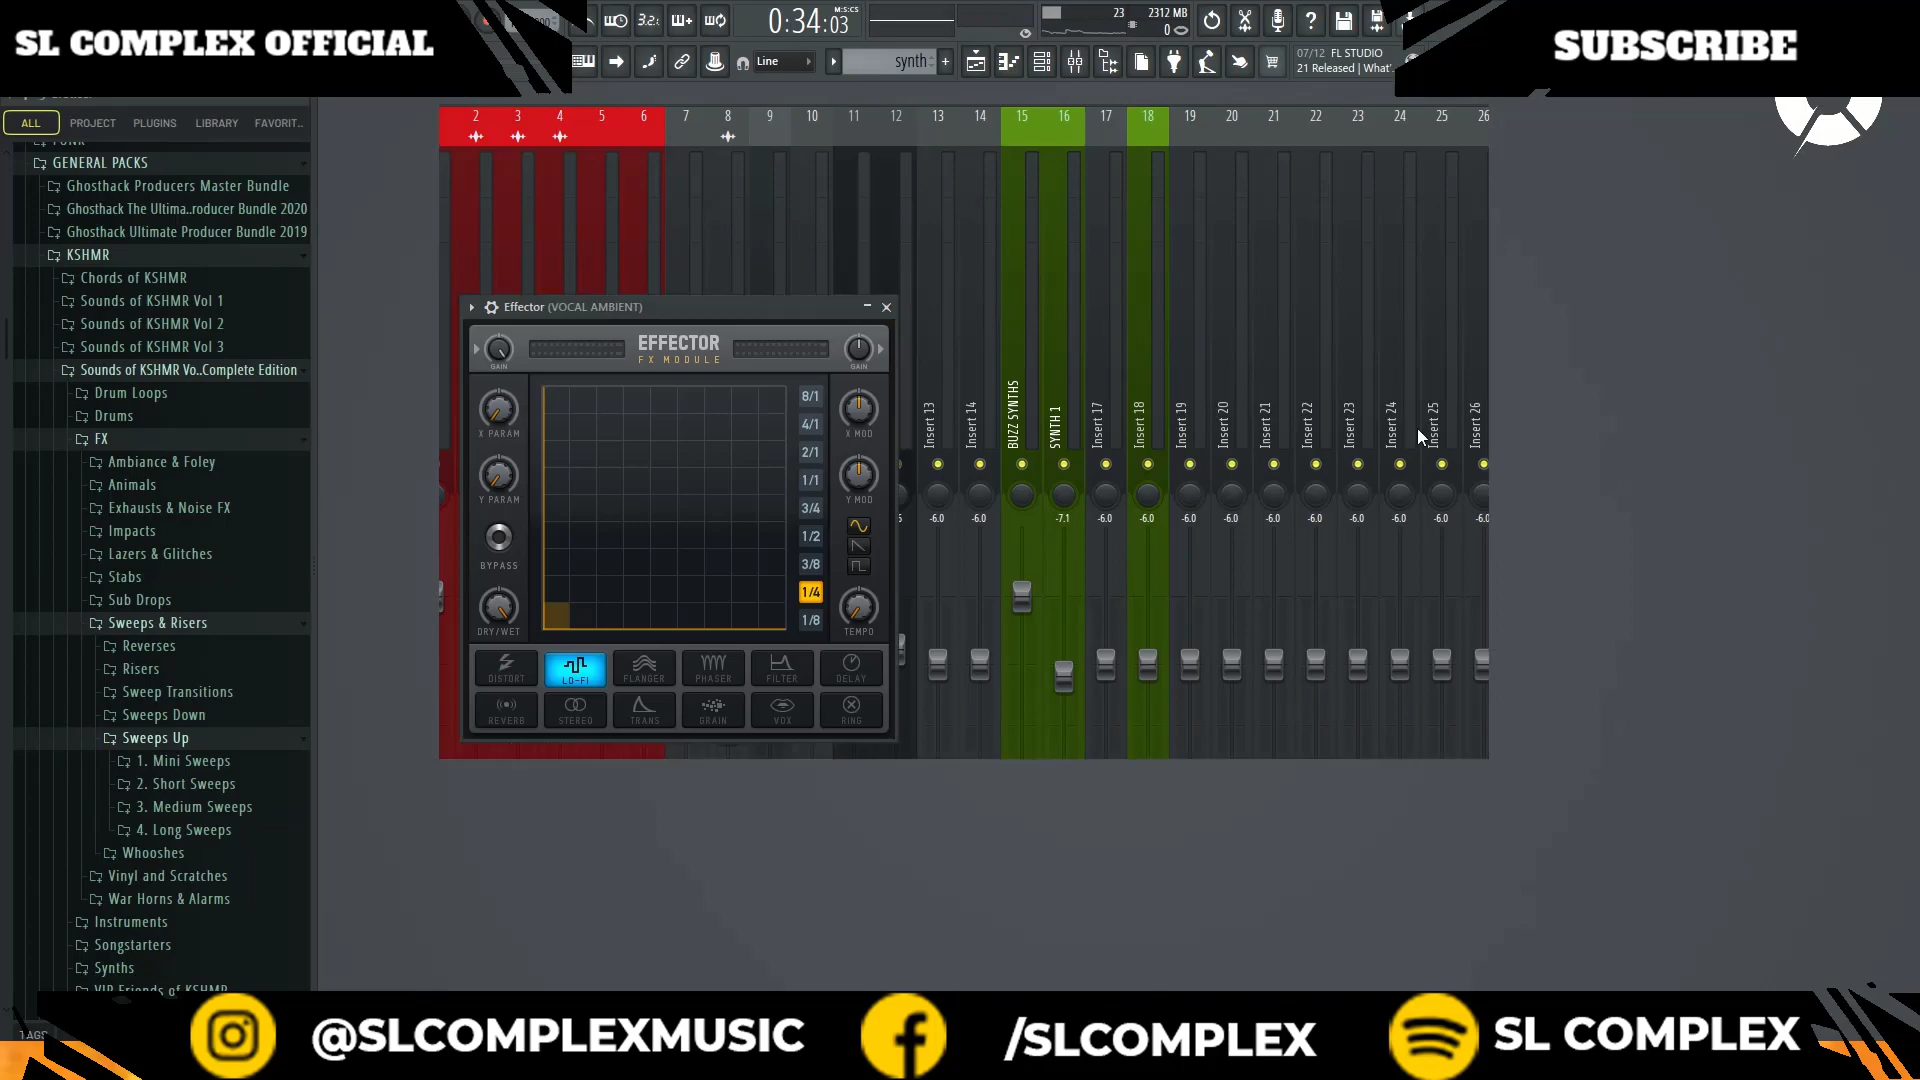 SL COMPLEX OFFICIAL
SUBSCRIBE
0:34:03
M:S:CS
23
2312 MB
0
3.2.
Line
synth
07/12 FL STUDIO
21 Released | What'
ALL
PROJECT
PLUGINS
LIBRARY
FAVORIT..
GENERAL PACKS
Ghosthack Producers Master Bundle
Ghosthack The Ultima..roducer Bundle 2020
Ghosthack Ultimate Producer Bundle 2019
KSHMR
Chords of KSHMR
Sounds of KSHMR Vol 1
Sounds of KSHMR Vol 2
Sounds of KSHMR Vol 3
Sounds of KSHMR Vo..Complete Edition
Drum Loops
Drums
FX
Ambiance & Foley
Animals
Exhausts & Noise FX
Impacts
Lazers & Glitches
Stabs
Sub Drops
Sweeps & Risers
Reverses
Risers
Sweep Transitions
Sweeps Down
Sweeps Up
1. Mini Sweeps
2. Short Sweeps
3. Medium Sweeps
4. Long Sweeps
Whooshes
Vinyl and Scratches
War Horns & Alarms
Instruments
Songstarters
Synths
VIP Friends of KSHMR
TAGS
2 3 4 5 6 7 8 9 10 11 12 13 14 15 16 17 18 19 20 21 22 23 24 25 26
Effector (VOCAL AMBIENT)
EFFECTOR
FX MODULE
GAIN
GAIN
X PARAM
Y PARAM
BYPASS
DRY/WET
8/1
4/1
2/1
1/1
3/4
1/2
3/8
1/4
1/8
X MOD
Y MOD
TEMPO
DISTORT LO-FI FLANGER PHASER FILTER DELAY
REVERB STEREO TRANS GRAIN VOX RING
Insert 13
Insert 14
BUZZ SYNTHS
SYNTH 1
Insert 17
Insert 18
Insert 19
Insert 20
Insert 21
Insert 22
Insert 23
Insert 24
Insert 25
Insert 26
-6.0 -6.0 -7.1 -6.0 -6.0 -6.0 -6.0 -6.0 -6.0 -6.0 -6.0 -6.0 -6.0
@SLCOMPLEXMUSIC
/SLCOMPLEX
SL COMPLEX